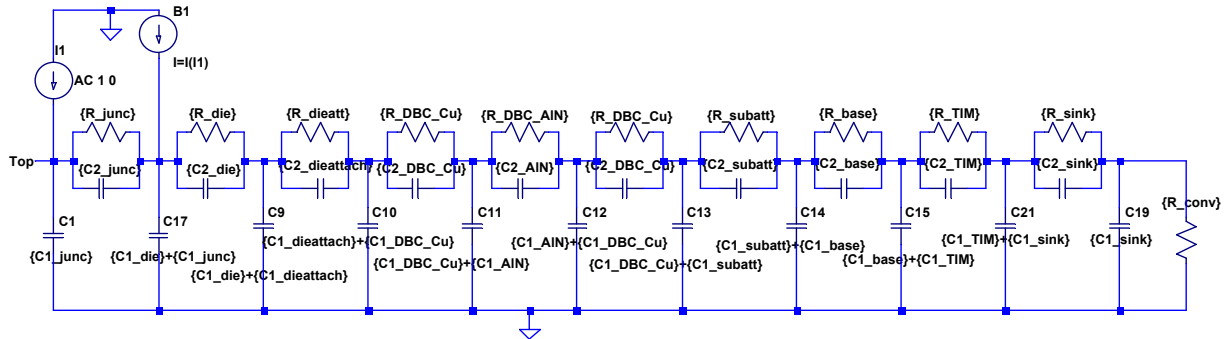 B1
I1
I=I(I1)
AC 1 0
{R_junc}
{R_die}
{R_dieatt}
{R_DBC_Cu}
{R_DBC_AlN}
{R_DBC_Cu}
{R_subatt}
{R_base}
{R_TIM}
{R_sink}
Top
{C2_junc}
{C2_die}
{C2_dieattach}
{C2_DBC_Cu}
{C2_AlN}
{C2_DBC_Cu}
{C2_subatt}
{C2_base}
{C2_TIM}
{C2_sink}
{R_conv}
C1
C17
C9
C10
C11
C12
C13
C14
C15
C21
C19
{C1_junc}
{C1_die}+{C1_junc}
{C1_die}+{C1_dieattach}
{C1_dieattach}+{C1_DBC_Cu}
{C1_DBC_Cu}+{C1_AlN}
{C1_AlN}+{C1_DBC_Cu}
{C1_DBC_Cu}+{C1_subatt}
{C1_subatt}+{C1_base}
{C1_base}+{C1_TIM}
{C1_TIM}+{C1_sink}
{C1_sink}